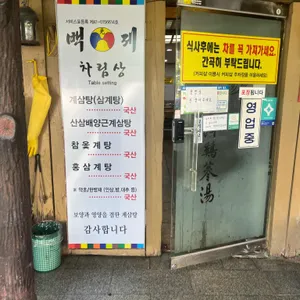 백 제
차림상
Table setting
계삼탕(삼계탕)
국산
산삼배양근계삼탕
국산
참 옻 계 탕
국산
홍 삼 계 탕
국산
보양과 영양을 겸한 계삼탕
감사합니다
식사후에는 차를 꼭 가져가세요.
간곡히 부탁드립니다.
영업중
鷄蔘湯